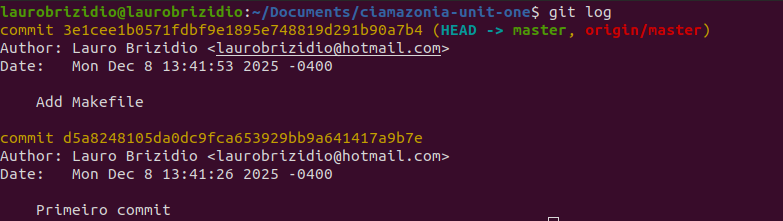 laurobrizidio@laurobrizidio:~/Documents/ciamazonia-unit-one$ git log
commit 3e1cee1b0571fdbf9e1895e748819d291b90a7b4 (HEAD -> master, origin/master)
Author: Lauro Brizidio <laurobrizidio@hotmail.com>
Date:   Mon Dec 8 13:41:53 2025 -0400
    Add Makefile
commit d5a8248105da0dc9fca653929bb9a641417a9b7e
Author: Lauro Brizidio <laurobrizidio@hotmail.com>
Date:   Mon Dec 8 13:41:26 2025 -0400
    Primeiro commit